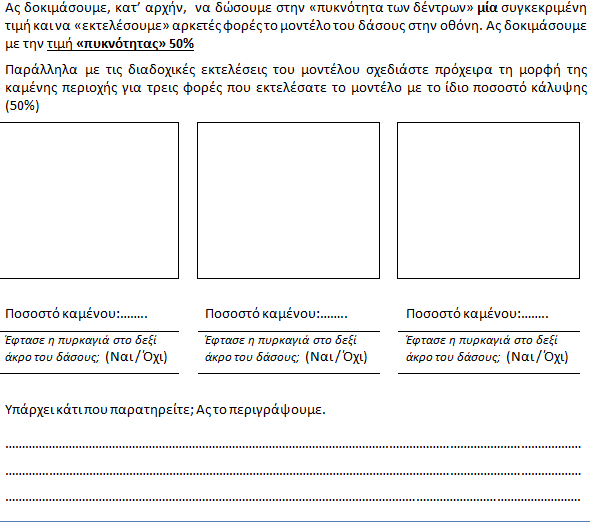 Ας δοκιμάσουμε, κατ’ αρχήν, να δώσουμε στην «πυκνότητα των δέντρων» μία συγκεκριμένη
τιμή και να «εκτελέσουμε» αρκετές φορές το μοντέλο του δάσους στην οθόνη. Ας δοκιμάσουμε
με την τιμή «πυκνότητας» 50%
Παράλληλα με τις διαδοχικές εκτελέσεις του μοντέλου σχεδιάστε πρόχειρα τη μορφή της
καμένης περιοχής για τρεις φορές που εκτελέσατε το μοντέλο με το ίδιο ποσοστό κάλυψης
(50%)
Ποσοστό καμένου:........ Ποσοστό καμένου:........ Ποσοστό καμένου:........
Έφτασε η πυρκαγιά στο δεξί Έφτασε η πυρκαγιά στο δεξί Έφτασε η πυρκαγιά στο δεξί
άκρο του δάσους; (Ναι / Όχι) άκρο του δάσους; (Ναι / Όχι) άκρο του δάσους; (Ναι / Όχι)
Υπάρχει κάτι που παρατηρείτε; Ας το περιγράψουμε.